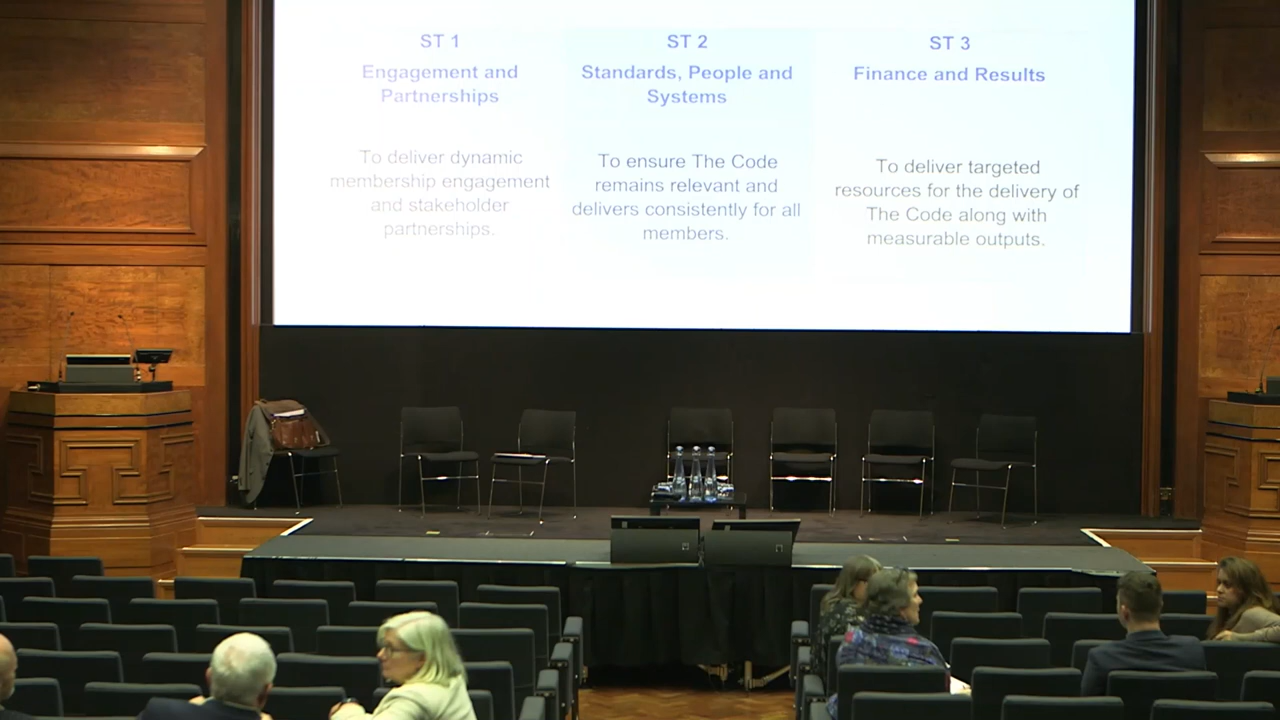 ST 1
Engagement and
Partnerships
To deliver dynamic
membership engagement
and stakeholder
partnerships.
ST 2
Standards, People and
Systems
To ensure The Code
remains relevant and
delivers consistently for all
members.
ST 3
Finance and Results
To deliver targeted
resources for the delivery of
The Code along with
measurable outputs.